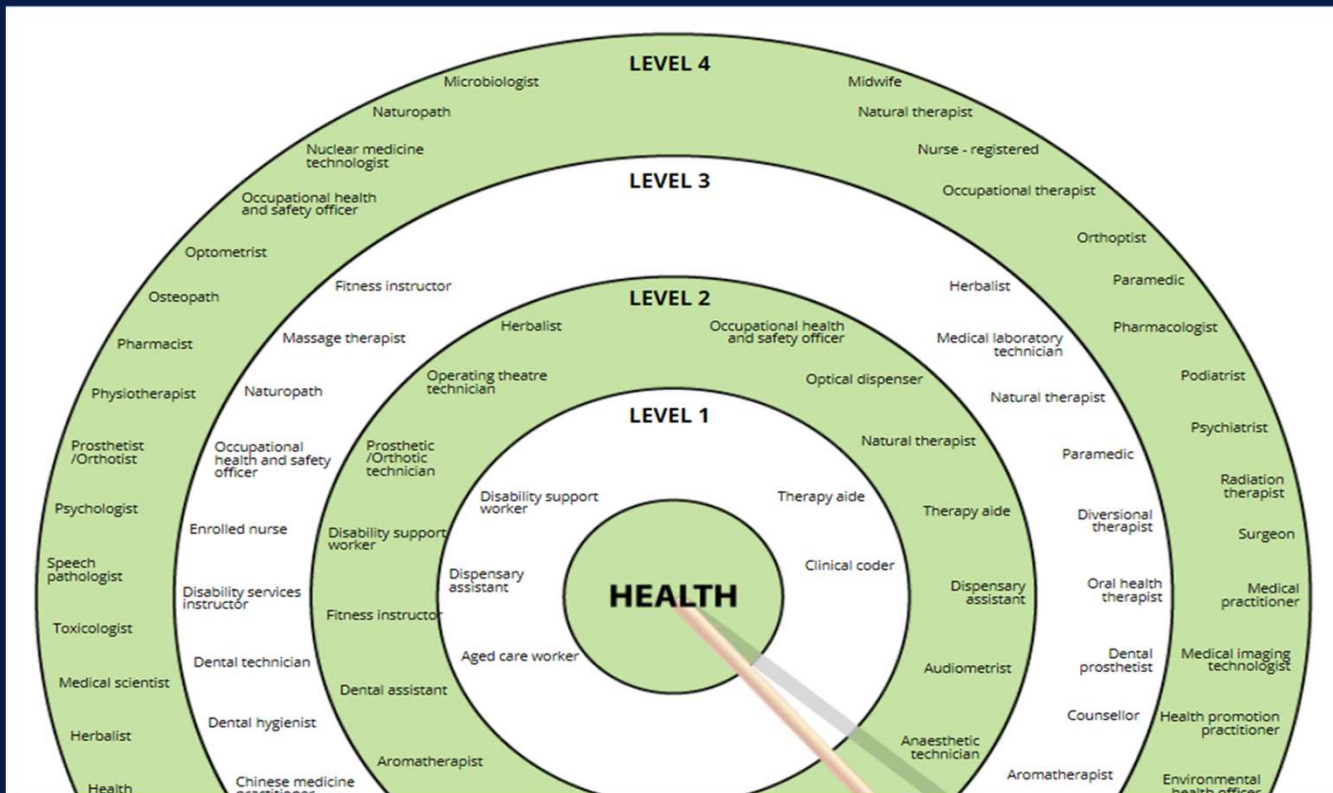 LEVEL 4
Microbiologist
Midwife
Naturopath
Natural therapist
Nuclear medicine
technologist
Nurse - registered
Occupational health
and safety officer
Occupational therapist
Optometrist
Orthoptist
Osteopath
Paramedic
Pharmacist
Pharmacologist
Physiotherapist
Podiatrist
Prosthetist
/Orthotist
Psychiatrist
Psychologist
Radiation
therapist
Speech
pathologist
Surgeon
Toxicologist
Medical
practitioner
Medical scientist
Medical imaging
technologist
Herbalist
Health promotion
practitioner
Health
Environmental
health officer
LEVEL 3
Fitness instructor
Herbalist
Massage therapist
Medical laboratory
technician
Naturopath
Natural therapist
Occupational
health and safety
officer
Paramedic
Enrolled nurse
Diversional
therapist
Disability services
instructor
Oral health
therapist
Dental technician
Dental
prosthetist
Dental hygienist
Counsellor
Chinese medicine
practitioner
Aromatherapist
LEVEL 2
Herbalist
Occupational health
and safety officer
Operating theatre
technician
Optical dispenser
Prosthetic
/Orthotic
technician
Natural therapist
Disability support
worker
Therapy aide
Fitness instructor
Dispensary
assistant
Dental assistant
Audiometrist
Aromatherapist
Anaesthetic
technician
LEVEL 1
Disability support
worker
Therapy aide
Dispensary
assistant
Clinical coder
Aged care worker
HEALTH